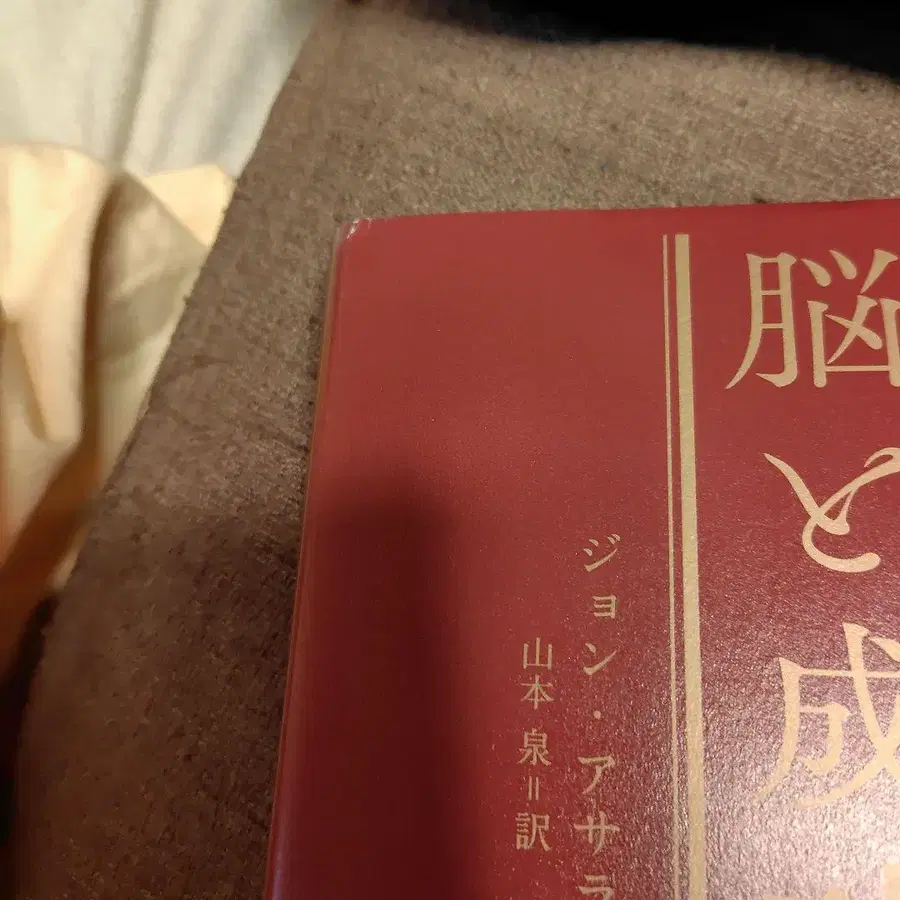 脳と成
ジョン・アサラ
山本 泉=訳